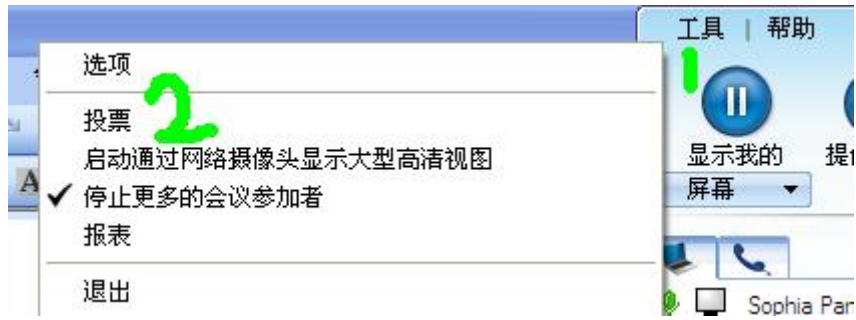 工具 | 帮助
1
选项
2
投票
启动通过网络摄像头显示大型高清视图
停止更多的会议参加者
报表
退出
显示我的
屏幕
A
Sophia